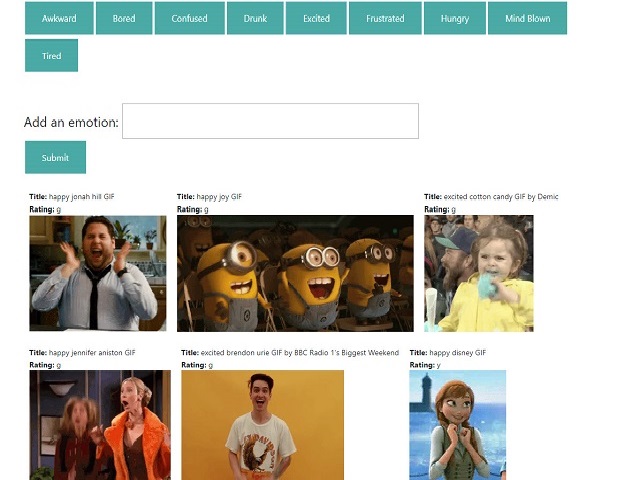 Awkward Bored Confused Drunk Excited Frustrated Hungry Mind Blown
Tired
Add an emotion:
Submit
Title: happy jonah hill GIF
Rating: g
Title: happy joy GIF
Rating: g
Title: excited cotton candy GIF by Demic
Rating: g
Title: happy jennifer aniston GIF
Rating: g
Title: excited brendon urie GIF by BBC Radio 1's Biggest Weekend
Rating: g
Title: happy disney GIF
Rating: y